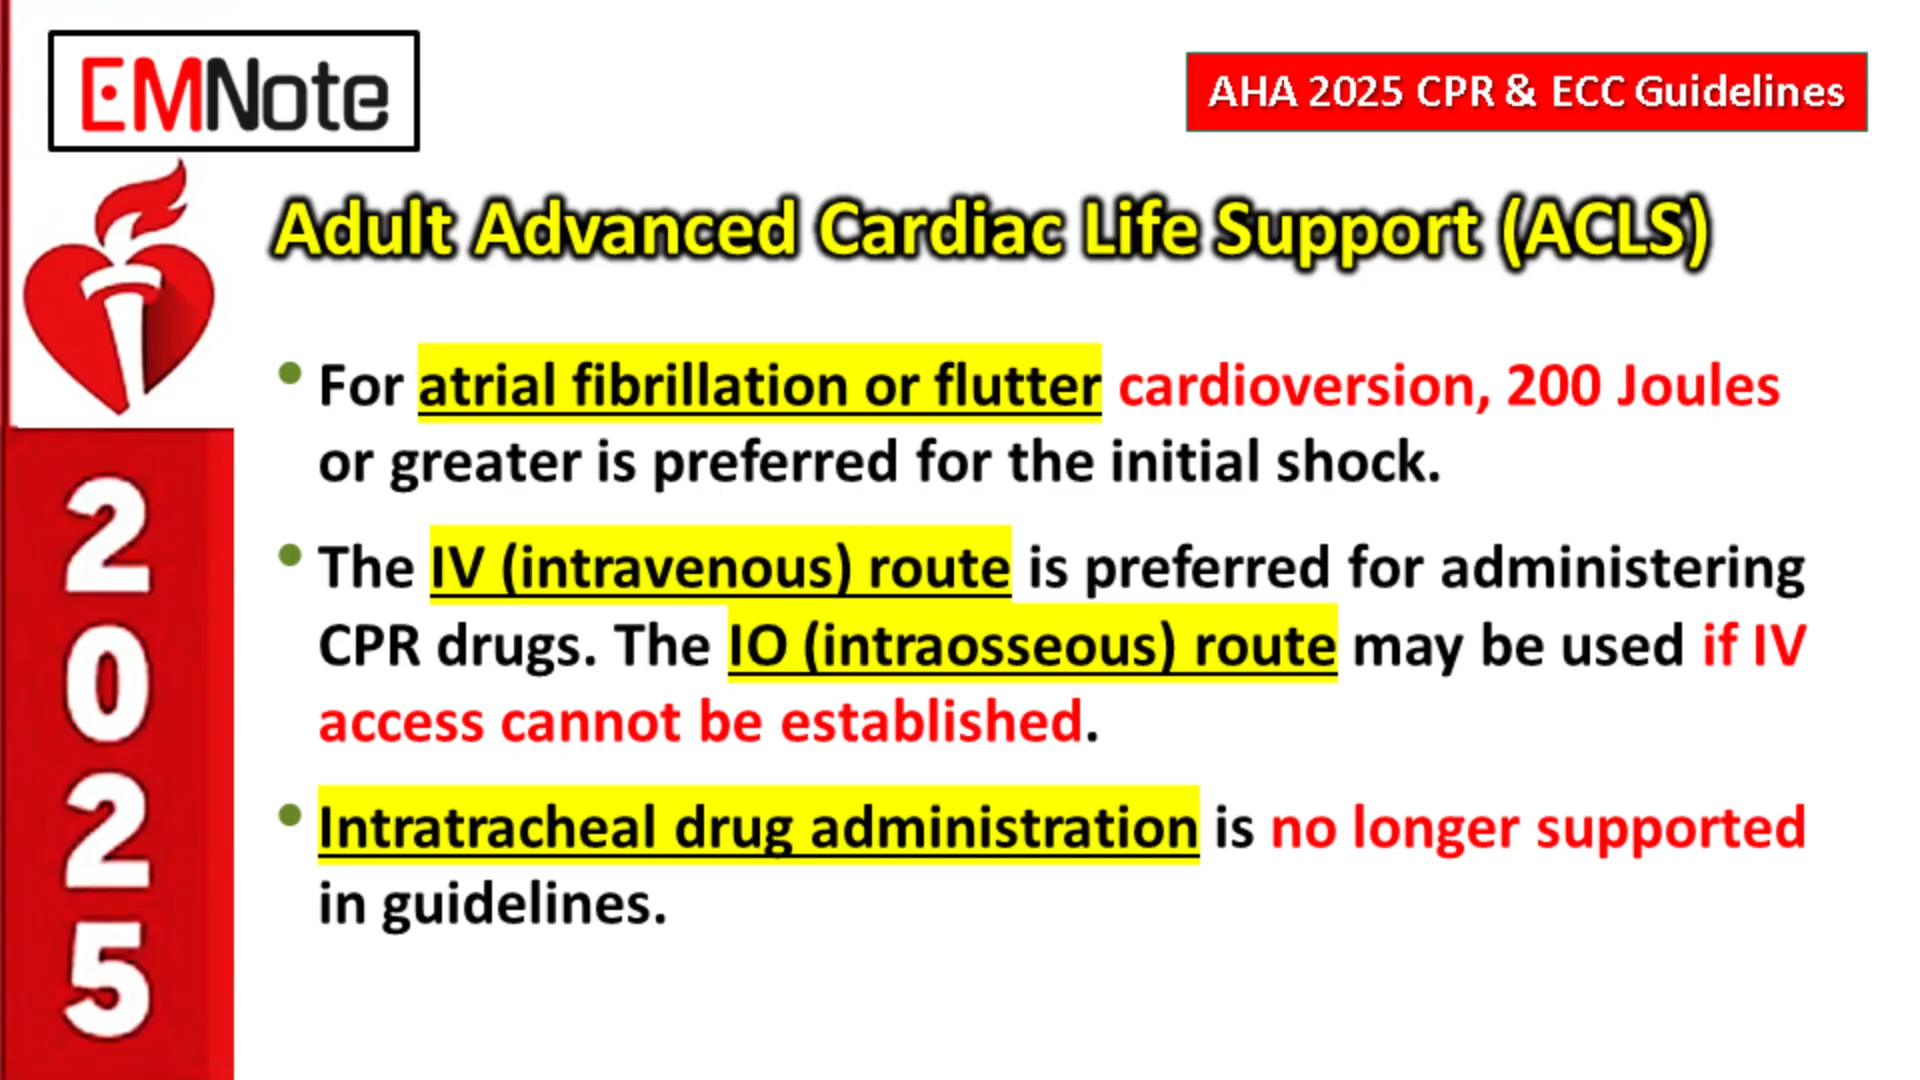 EMNote
AHA 2025 CPR & ECC Guidelines
Adult Advanced Cardiac Life Support (ACLS)
• For atrial fibrillation or flutter cardioversion, 200 Joules
or greater is preferred for the initial shock.
• The IV (intravenous) route is preferred for administering
CPR drugs. The IO (intraosseous) route may be used if IV
access cannot be established.
• Intratracheal drug administration is no longer supported
in guidelines.
2
0
2
5